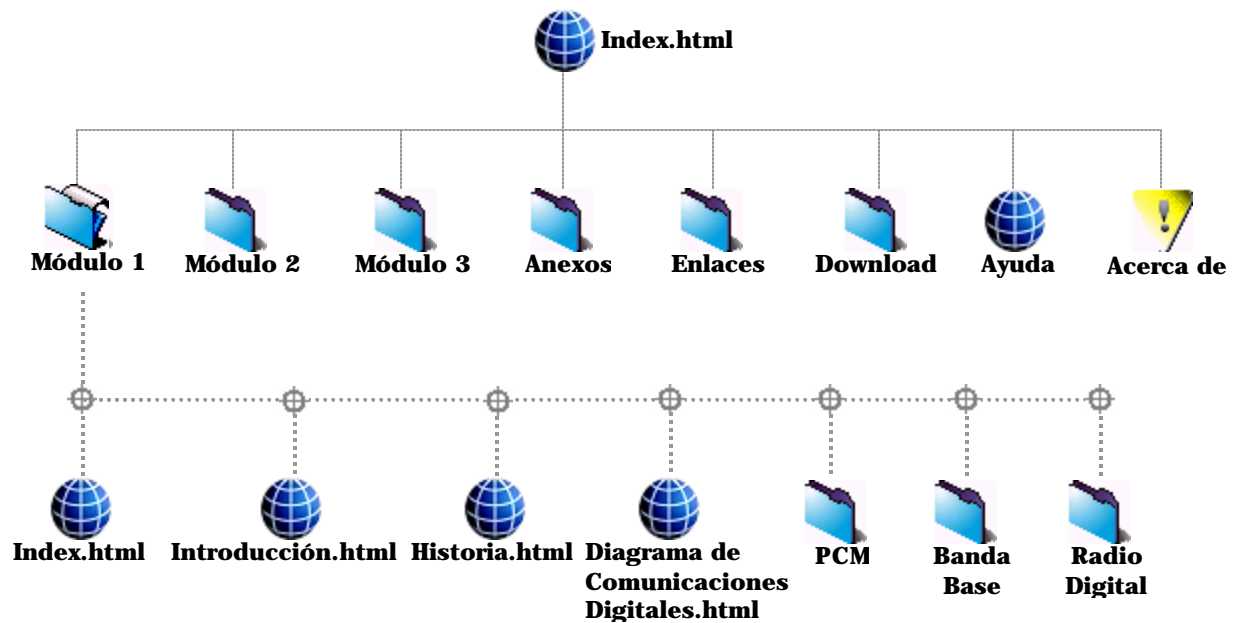 Index.html
Módulo 1
Módulo 2
Módulo 3
Anexos
Enlaces
Download
Ayuda
Acerca de
Index.html
Introducción.html
Historia.html
Diagrama de
Comunicaciones
Digitales.html
PCM
Banda
Base
Radio
Digital